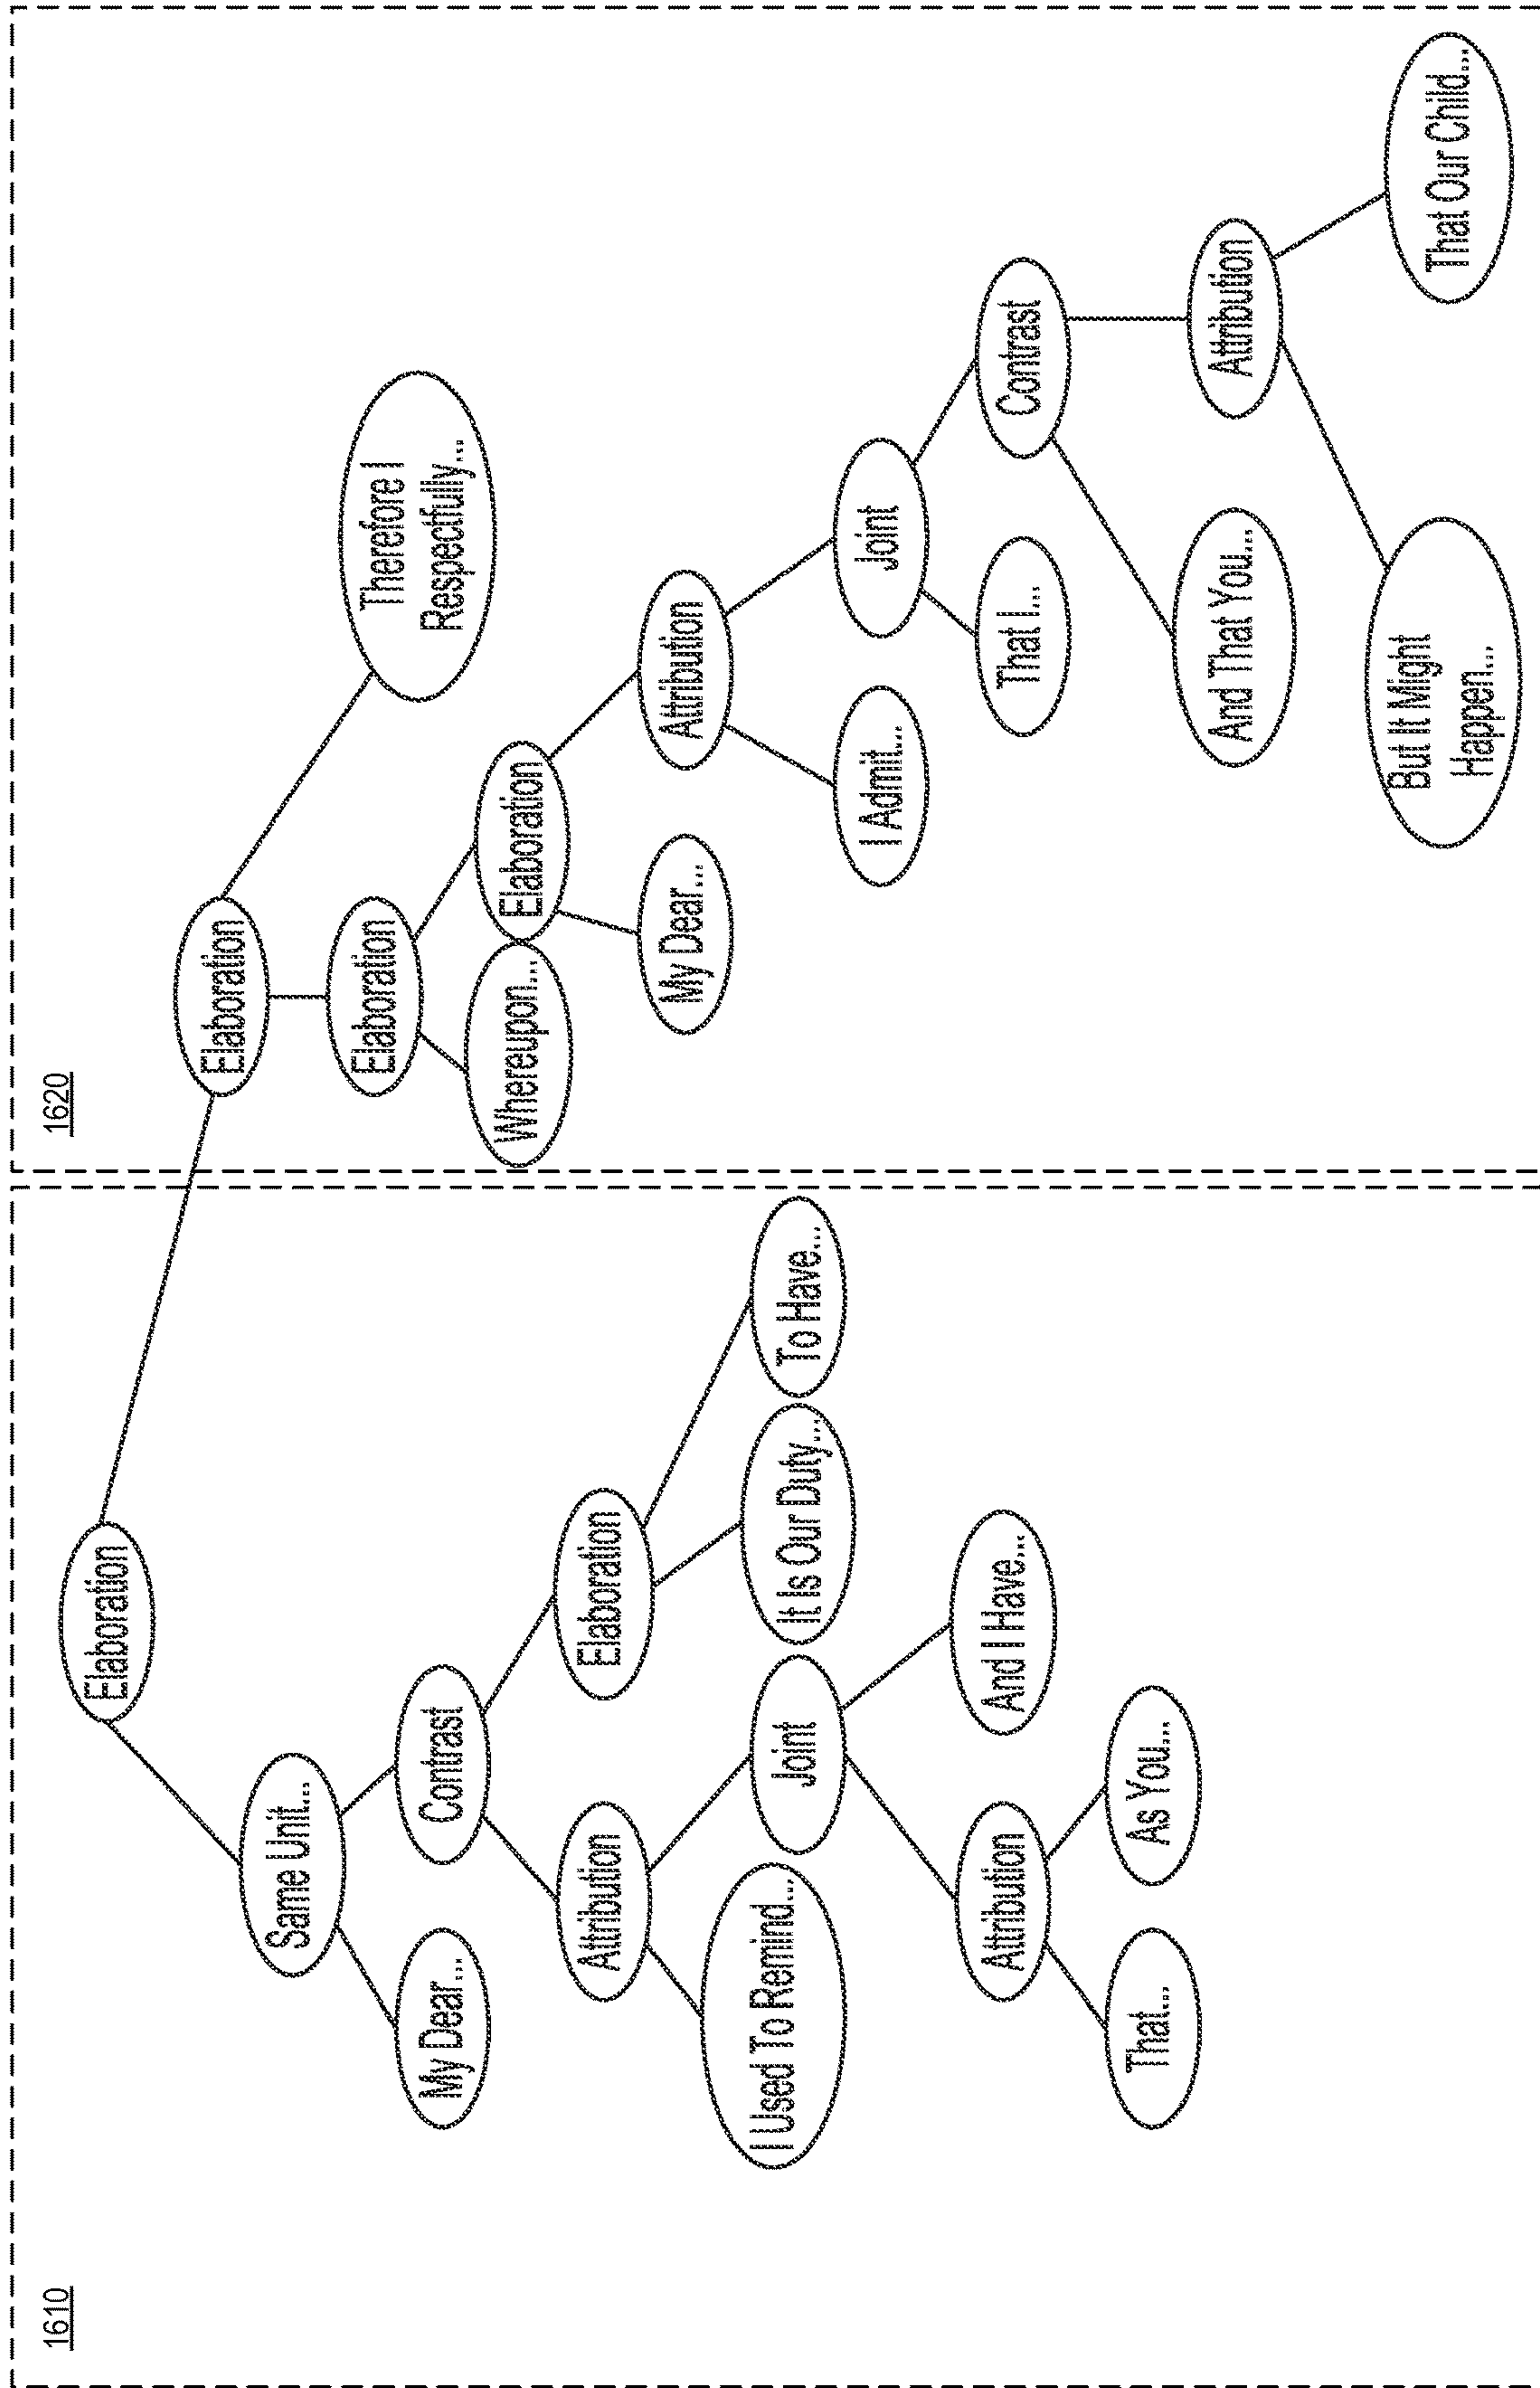 1610
Elaboration
Same Unit...
My Dear...
Contrast
Attribution
Elaboration
I Used To Remind...
Joint
It Is Our Duty...
To Have...
Attribution
And I Have...
That...
As You...
1620
Elaboration
Elaboration
Therefore I
Respectfully...
Whereupon...
Elaboration
My Dear...
Attribution
I Admit...
Joint
That I...
Contrast
And That You...
Attribution
But It Might
Happen...
That Our Child...